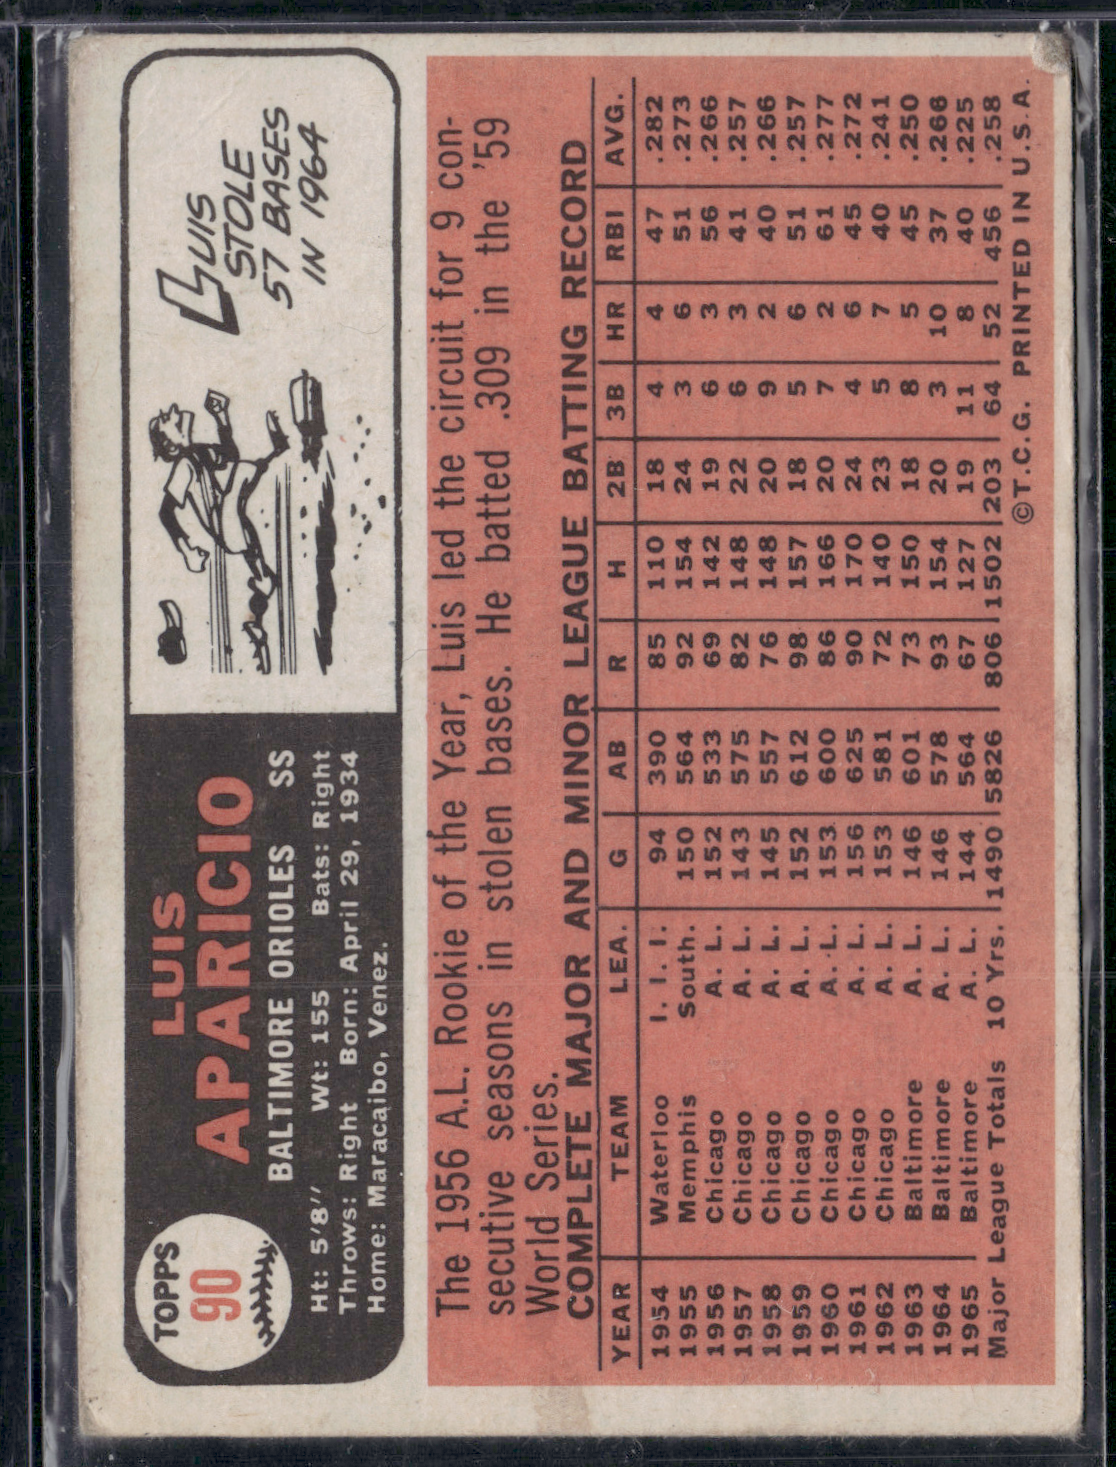 TOPPS
90
LUIS
APARICIO
BALTIMORE ORIOLES SS
Ht: 5'8" Wt: 155 Bats: Right
Throws: Right Born: April 29, 1934
Home: Maracaibo, Venez.
LUIS
STOLE
57 BASES
IN 1964
The 1956 A.L. Rookie of the Year, Luis led the circuit for 9 con-
secutive seasons in stolen bases. He batted .309 in the '59
World Series.
COMPLETE MAJOR AND MINOR LEAGUE BATTING RECORD
YEAR TEAM LEA. G AB R H 2B 3B HR RBI AVG.
1954 Waterloo I. I. I. 94 390 85 110 18 4 4 47 .282
1955 Memphis South. 150 564 92 154 24 3 6 51 .273
1956 Chicago A. L. 152 533 69 142 19 6 3 56 .266
1957 Chicago A. L. 143 575 82 148 22 6 3 41 .257
1958 Chicago A. L. 145 557 76 148 20 9 2 40 .266
1959 Chicago A. L. 152 612 98 157 18 5 6 51 .257
1960 Chicago A. L. 153 600 86 166 20 7 2 61 .277
1961 Chicago A. L. 156 625 90 170 24 4 6 45 .272
1962 Chicago A. L. 153 581 72 140 23 5 7 40 .241
1963 Baltimore A. L. 146 601 73 150 18 8 5 45 .250
1964 Baltimore A. L. 146 578 93 154 20 3 10 37 .266
1965 Baltimore A. L. 144 564 67 127 19 11 8 40 .225
Major League Totals 10 Yrs. 1490 5826 806 1502 203 64 52 456 .258
©T.C.G. PRINTED IN U.S.A.